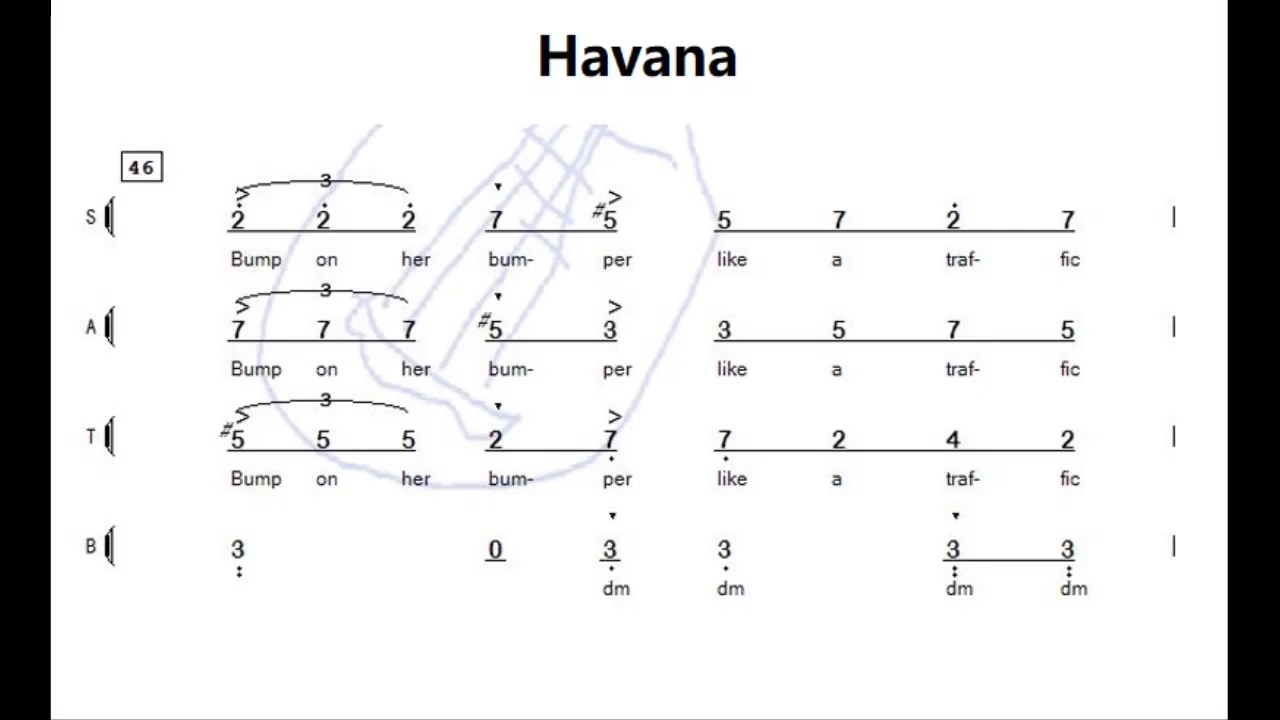 Havana
46
3
S 2 2 2 7 #5 5 7 2 7 |
Bump on her bum- per like a traf- fic
3
A 7 7 7 #5 3 3 5 7 5
Bump on her bum- per like a traf- fic
3
T #5 5 5 2 7 7 2 4 2 |
Bump on her bum- per like a traf- fic
B 3 0 3 3 3 3 |
dm dm dm dm